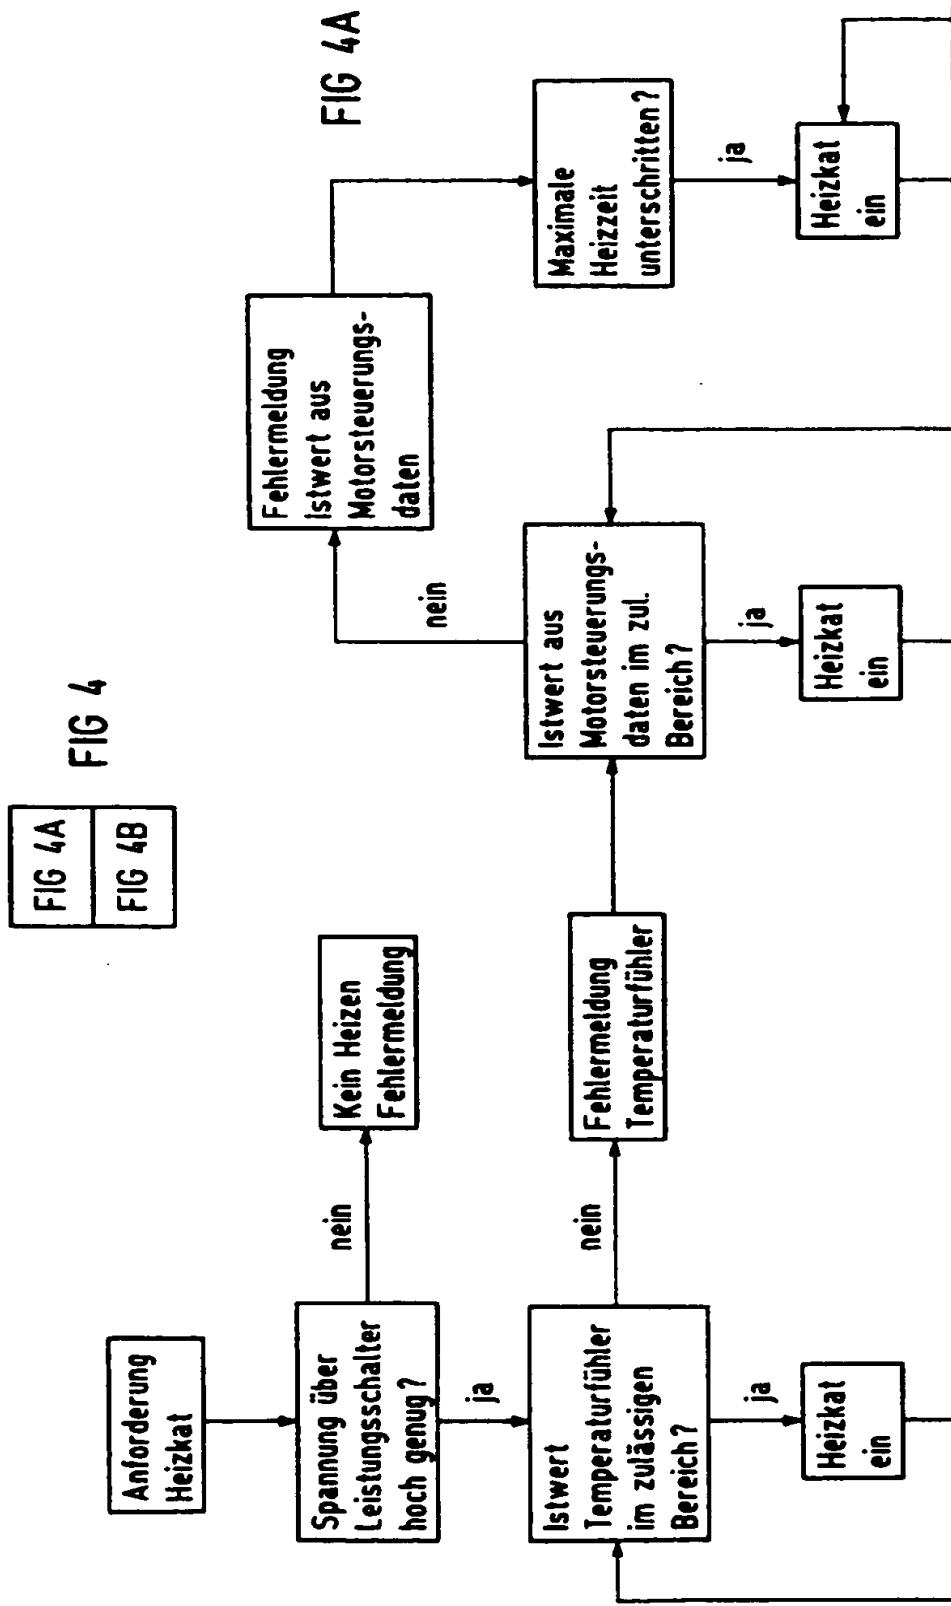 FIG 4A
FIG 4B
FIG 4
FIG 4A
Anforderung
Heizkat
Spannung über
Leistungsschalter
hoch genug?
nein
Kein Heizen
Fehlermeldung
ja
Istwert
Temperaturfühler
im zulässigen
Bereich?
nein
Fehlermeldung
Temperaturfühler
ja
Heizkat
ein
Istwert aus
Motorsteuerungs-
daten im zul.
Bereich?
nein
Fehlermeldung
Istwert aus
Motorsteuerungs-
daten
ja
Heizkat
ein
Maximale
Heizzeit
unterschritten?
ja
Heizkat
ein